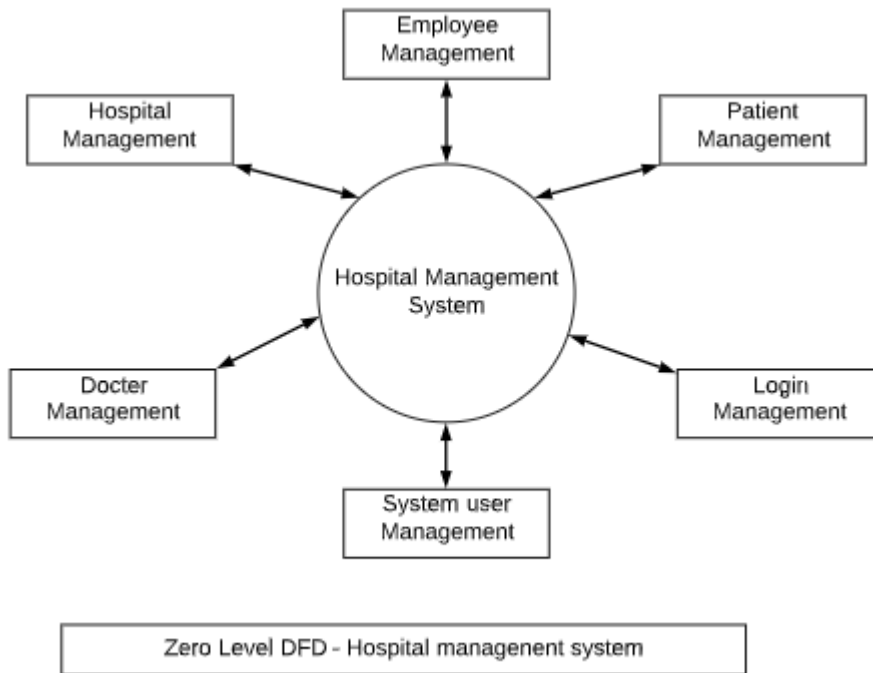 Employee
Management
Hospital
Management
Patient
Management
Hospital Management
System
Docter
Management
Login
Management
System user
Management
Zero Level DFD - Hospital managenent system